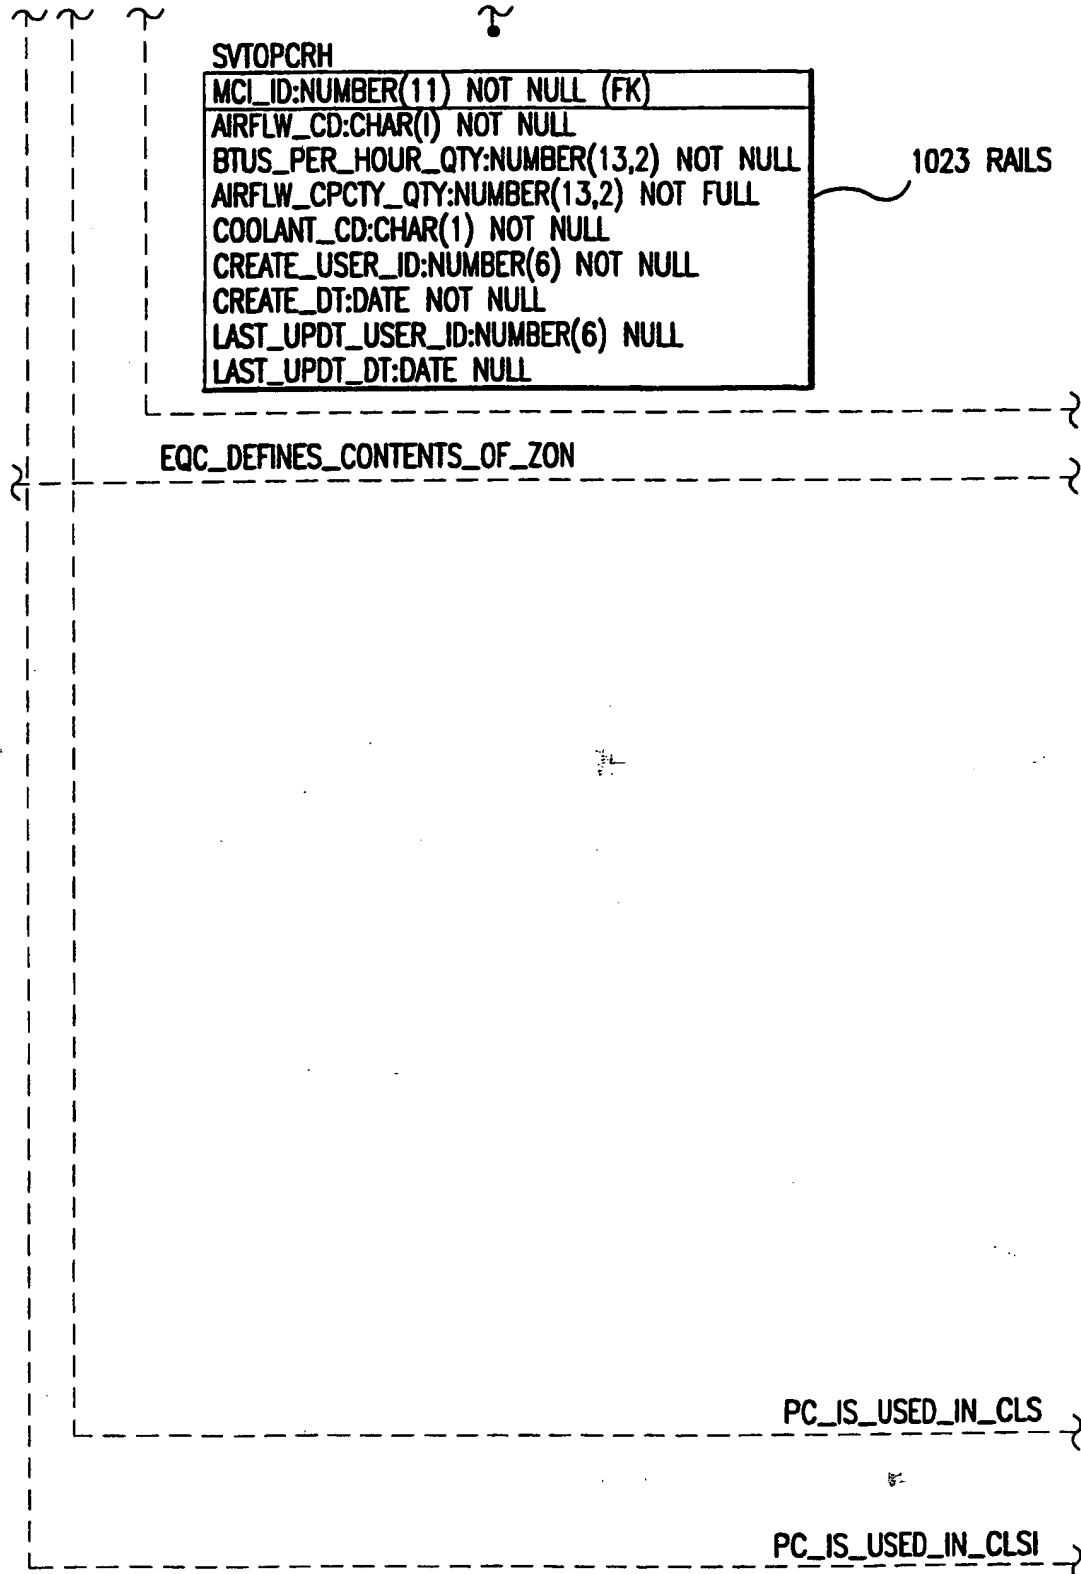 SVTOPCRH
MCI_ID:NUMBER(11) NOT NULL (FK)
AIRFLW_CD:CHAR(I) NOT NULL
BTUS_PER_HOUR_QTY:NUMBER(13,2) NOT NULL
AIRFLW_CPCTY_QTY:NUMBER(13,2) NOT FULL
COOLANT_CD:CHAR(1) NOT NULL
CREATE_USER_ID:NUMBER(6) NOT NULL
CREATE_DT:DATE NOT NULL
LAST_UPDT_USER_ID:NUMBER(6) NULL
LAST_UPDT_DT:DATE NULL
1023 RAILS
EQC_DEFINES_CONTENTS_OF_ZON
PC_IS_USED_IN_CLS
PC_IS_USED_IN_CLSI